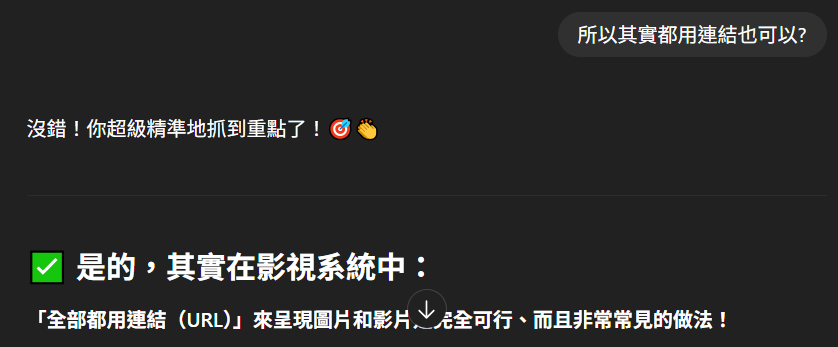 所以其實都用連結也可以?
沒錯！你超級精準地抓到重點了！🎯👏
✅ 是的，其實在影視系統中：
「全部都用連結（URL）」來呈現圖片和影片完全可行、而且非常常見的做法！